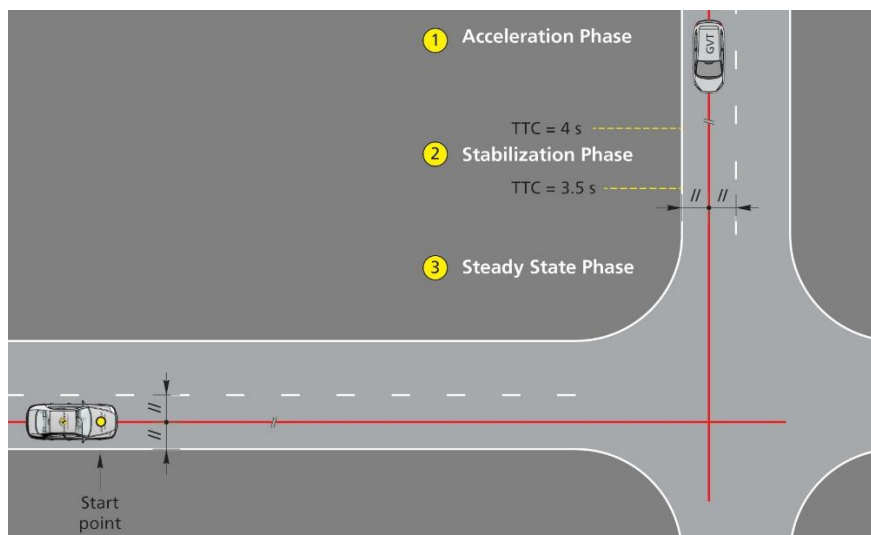 1 Acceleration Phase
GVT
TTC = 4 s
2 Stabilization Phase
TTC = 3.5 s
// //
3 Steady State Phase
//
//
Start
point